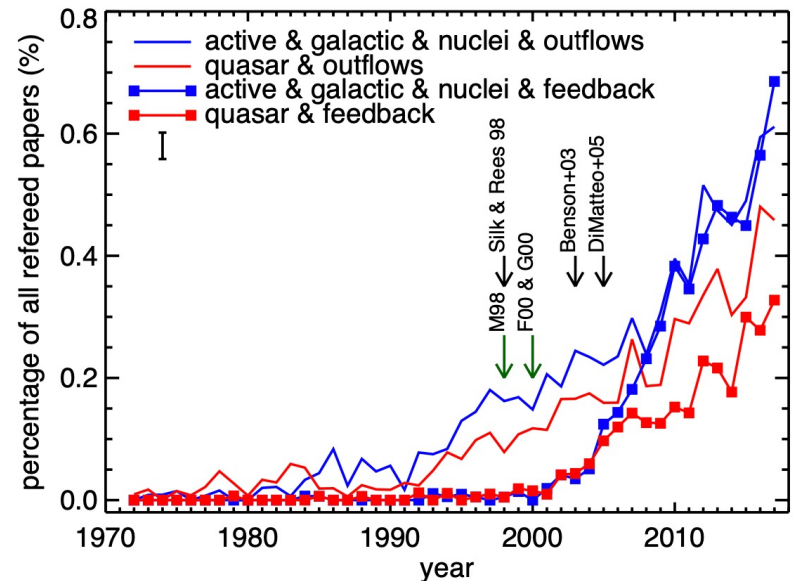 0.8
active & galactic & nuclei & outflows
quasar & outflows
active & galactic & nuclei & feedback
quasar & feedback
0.6
0.4
0.2
0.0
percentage of all refereed papers (%)
M98
Silk & Rees 98
F00 & G00
Benson+03
DiMatteo+05
1970
1980
1990
2000
2010
year